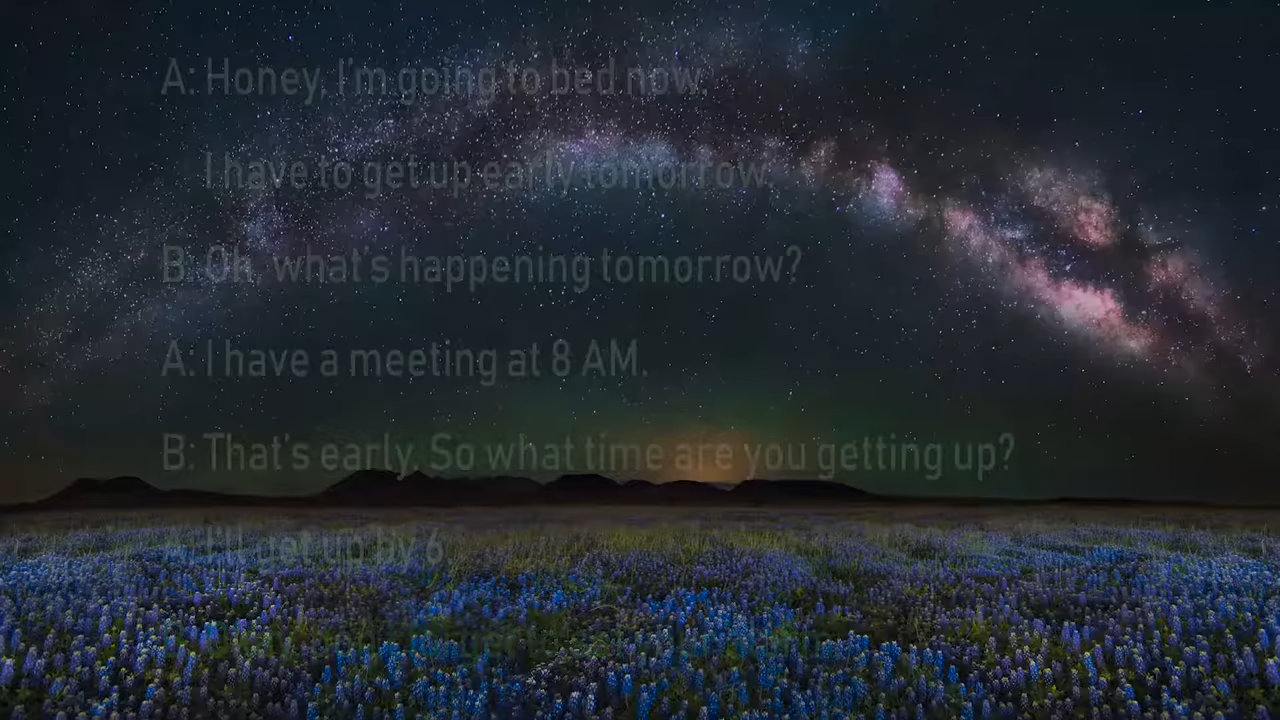 A: Honey, I'm going to bed now.
I have to get up early tomorrow.
B: Oh, what's happening tomorrow?
A: I have a meeting at 8 AM.
B: That's early. So what time are you getting up?
get up by 6